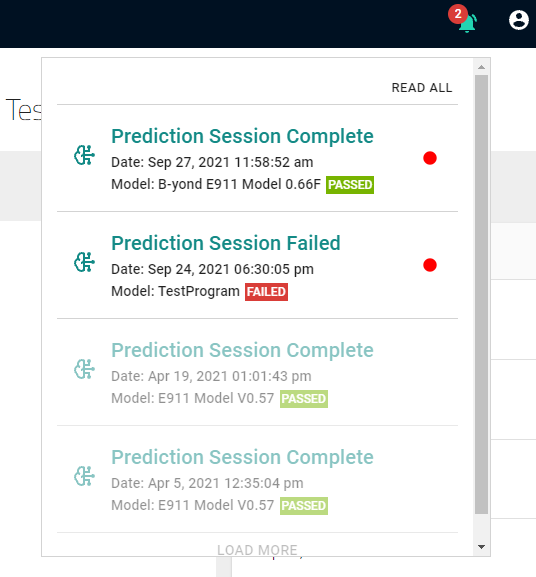 2
Tes
READ ALL
Prediction Session Complete
Date: Sep 27, 2021 11:58:52 am
Model: B-yond E911 Model 0.66F PASSED
Prediction Session Failed
Date: Sep 24, 2021 06:30:05 pm
Model: TestProgram FAILED
Prediction Session Complete
Date: Apr 19, 2021 01:01:43 pm
Model: E911 Model V0.57 PASSED
Prediction Session Complete
Date: Apr 5, 2021 12:35:04 pm
Model: E911 Model V0.57 PASSED
LOAD MORE